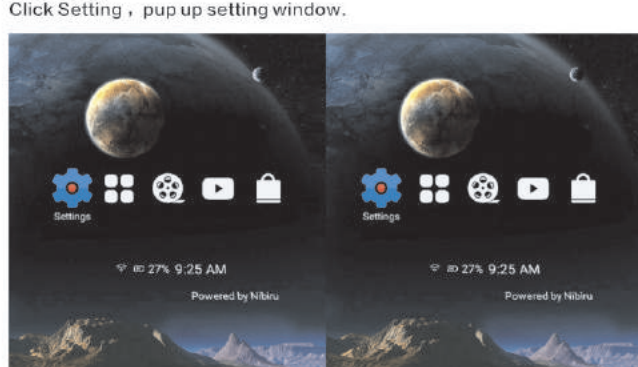 Click Setting , pup up setting window.
Settings Settings
27% 9:25 AM 27% 9:25 AM
Powered by Nibiru Powered by Nibiru